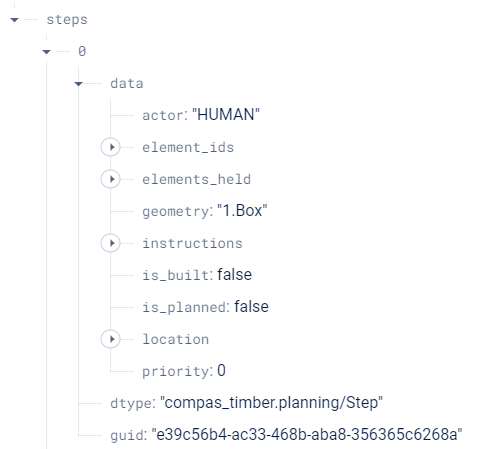 steps
0
data
actor: "HUMAN"
element_ids
elements_held
geometry: "1.Box"
instructions
is_built: false
is_planned: false
location
priority: 0
dtype: "compas_timber.planning/Step"
guid: "e39c56b4-ac33-468b-aba8-356365c6268a"